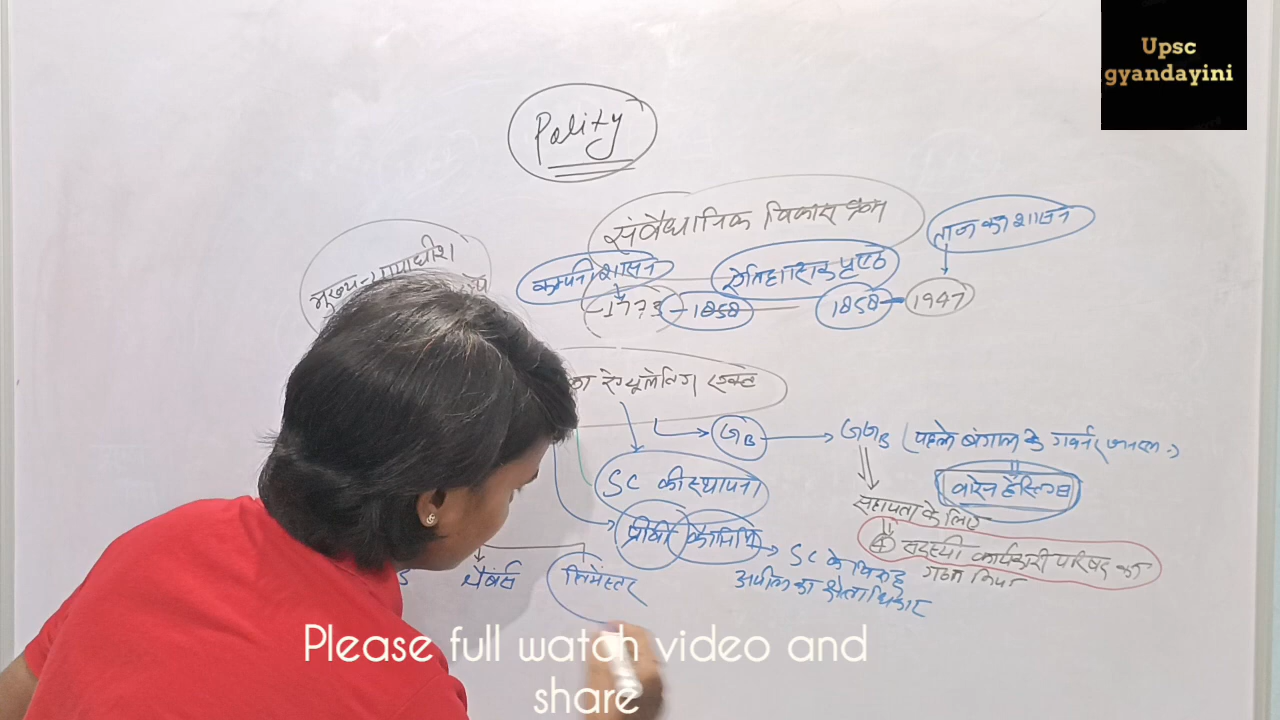 Upsc
gyandayini
Polity
संवैधानिक विकास क्रम
ताज का शासन
मुख्य न्यायाधीश
कम्पनी शासन
ऐतिहासिक पृष्ठ
1773 - 1858
1858 - 1947
का रेग्यूलेटिंग एक्ट
GB
GGB (पहले बंगाल के गवर्नर जनरल)
वारेन हेस्टिंग्स
SC की स्थापना
सहायता के लिए
प्रीवी कौंसिल
4 सदस्यी कार्यकारी परिषद का
गठन किया
SC के विरुद्ध
अपील का क्षेत्राधिकार
चैंबर्स
लिमेंस्टर
Please full watch video and
share